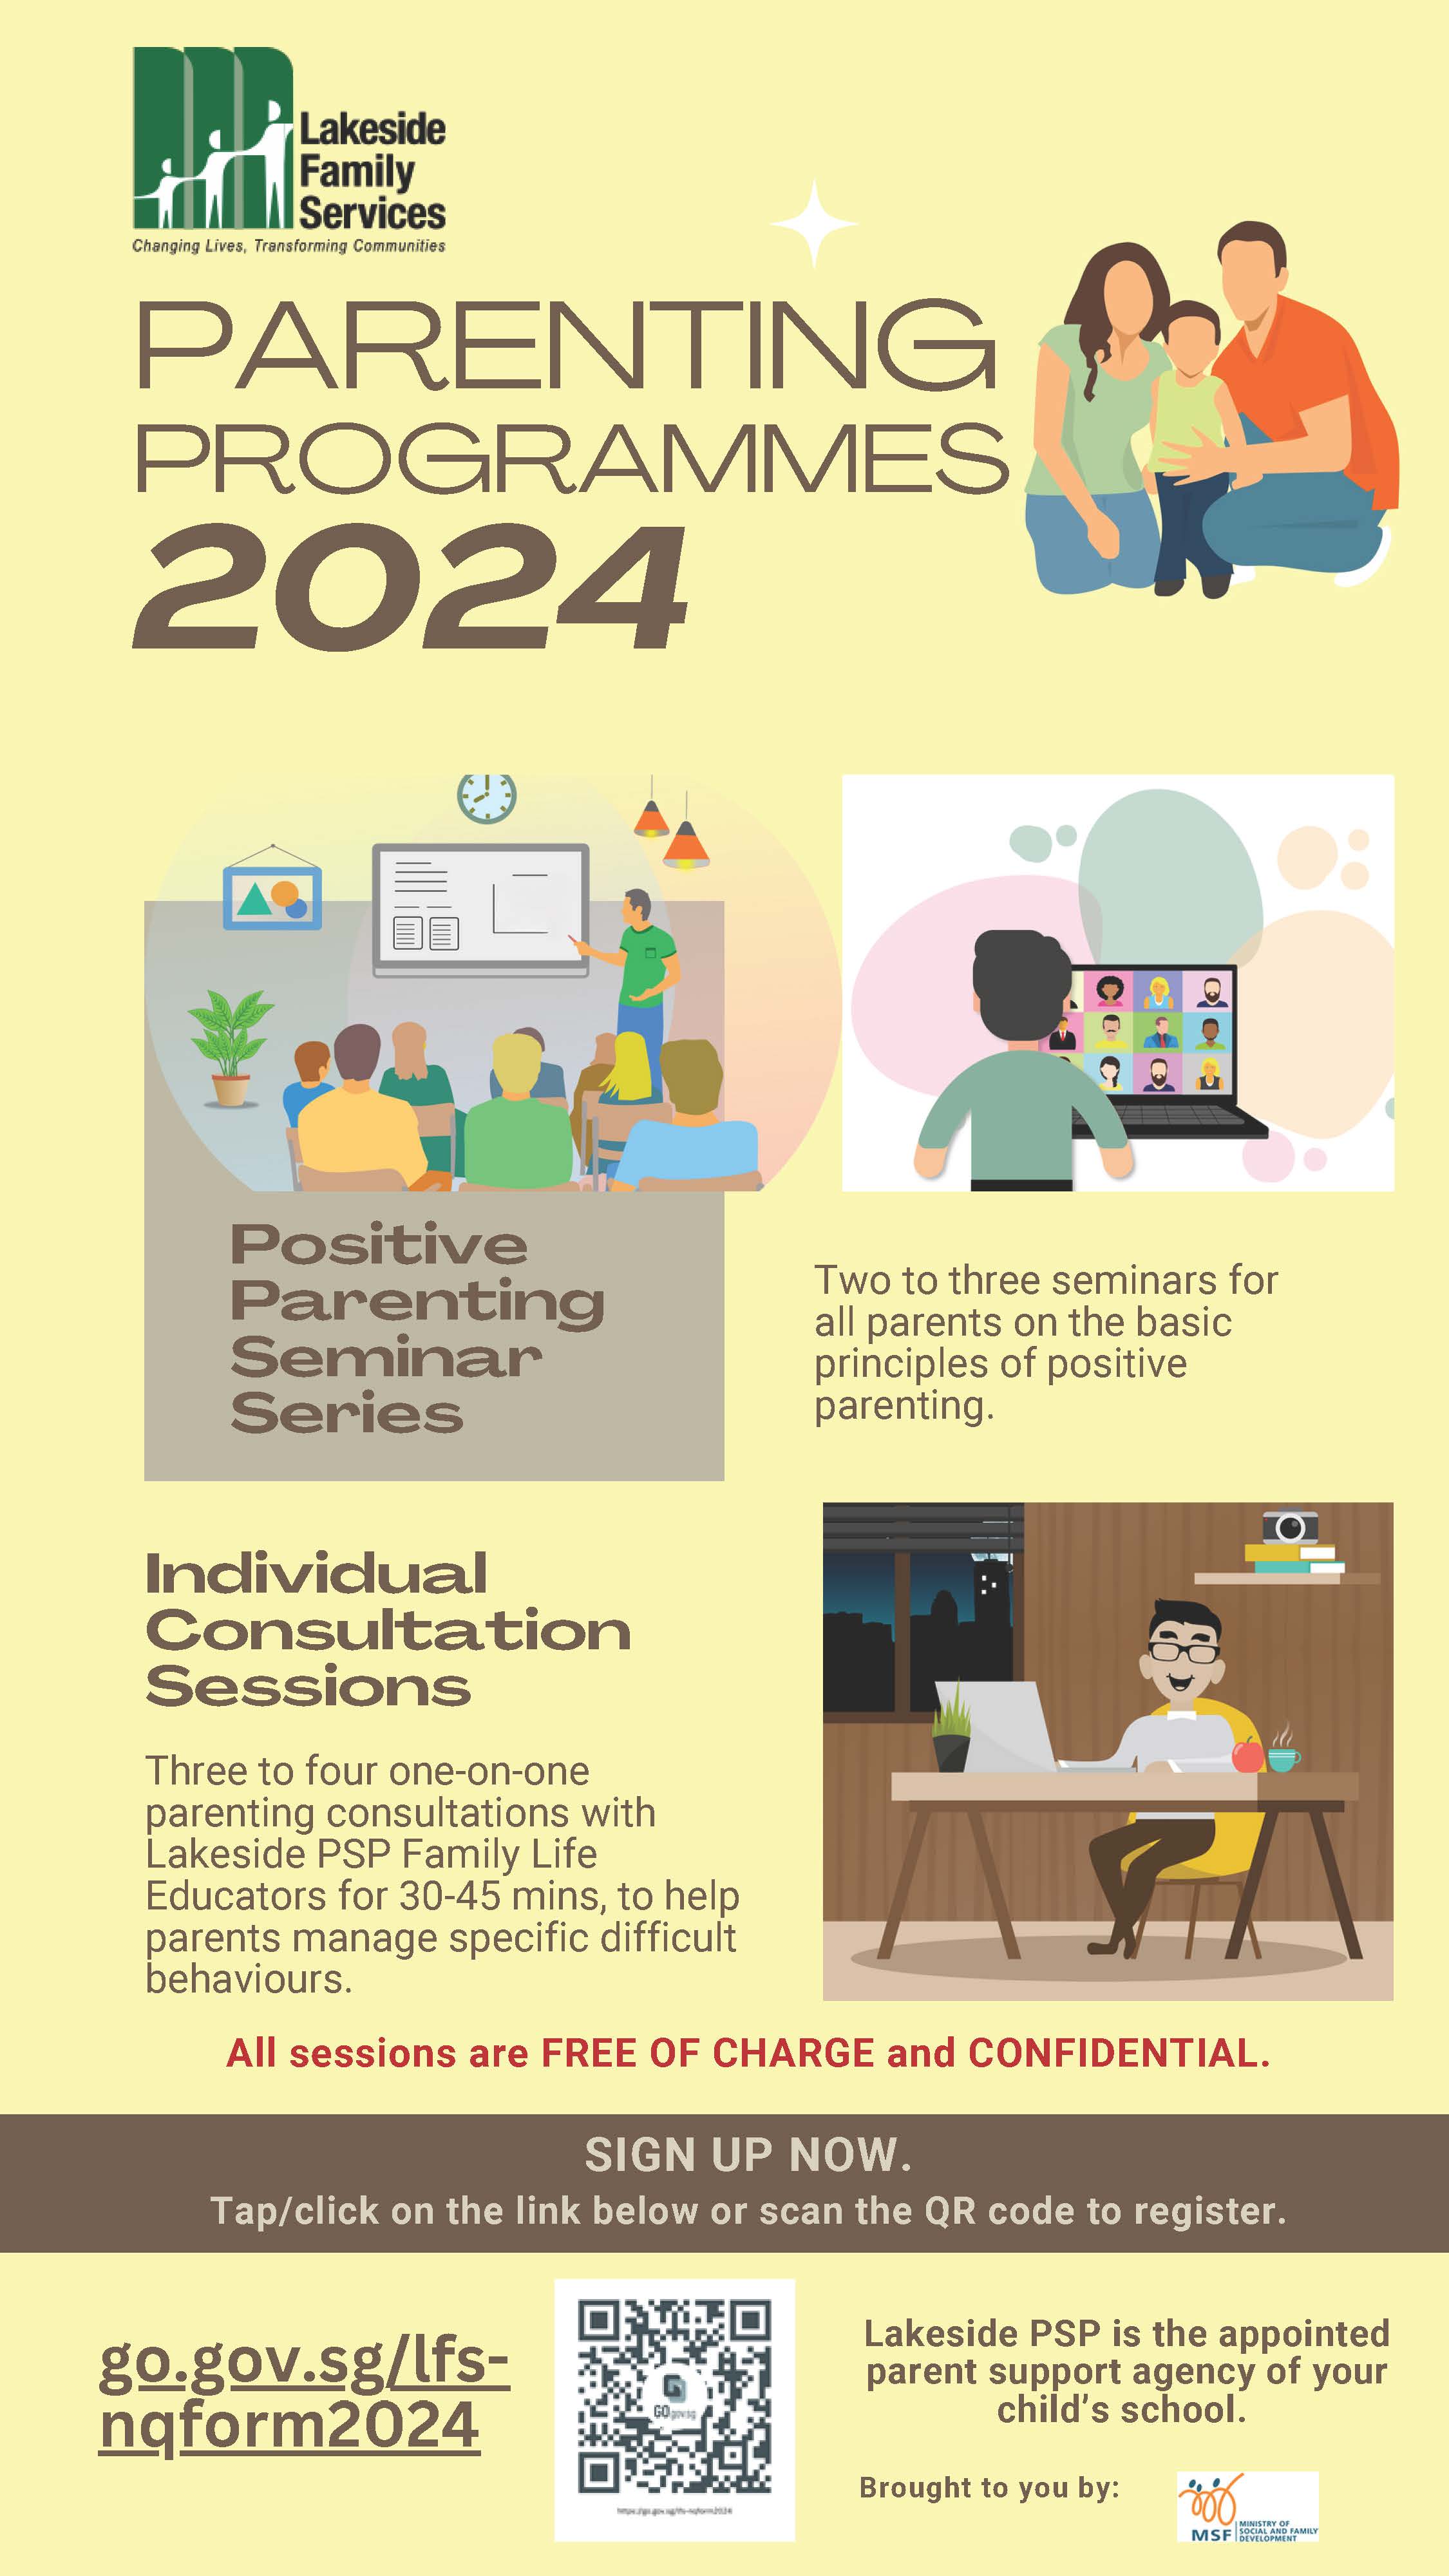 Lakeside
Family
Services
Changing Lives, Transforming Communities
PARENTING
PROGRAMMES
2024
Positive
Parenting
Seminar
Series
Two to three seminars for
all parents on the basic
principles of positive
parenting.
Individual
Consultation
Sessions
Three to four one-on-one
parenting consultations with
Lakeside PSP Family Life
Educators for 30-45 mins, to help
parents manage specific difficult
behaviours.
All sessions are FREE OF CHARGE and CONFIDENTIAL.
SIGN UP NOW.
Tap/click on the link below or scan the QR code to register.
go.gov.sg/lfs-
nqform2024
GO.gov.sg
https://go.gov.sg/lfs-nqform2024
Lakeside PSP is the appointed
parent support agency of your
child's school.
Brought to you by:
MSF
MINISTRY OF
SOCIAL AND FAMILY
DEVELOPMENT